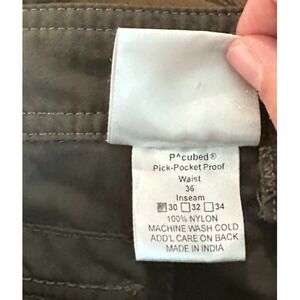 P^cubed®
Pick-Pocket Proof
Waist
36
Inseam
30 32 34
100% NYLON
MACHINE WASH COLD
ADD'L CARE ON BACK
MADE IN INDIA